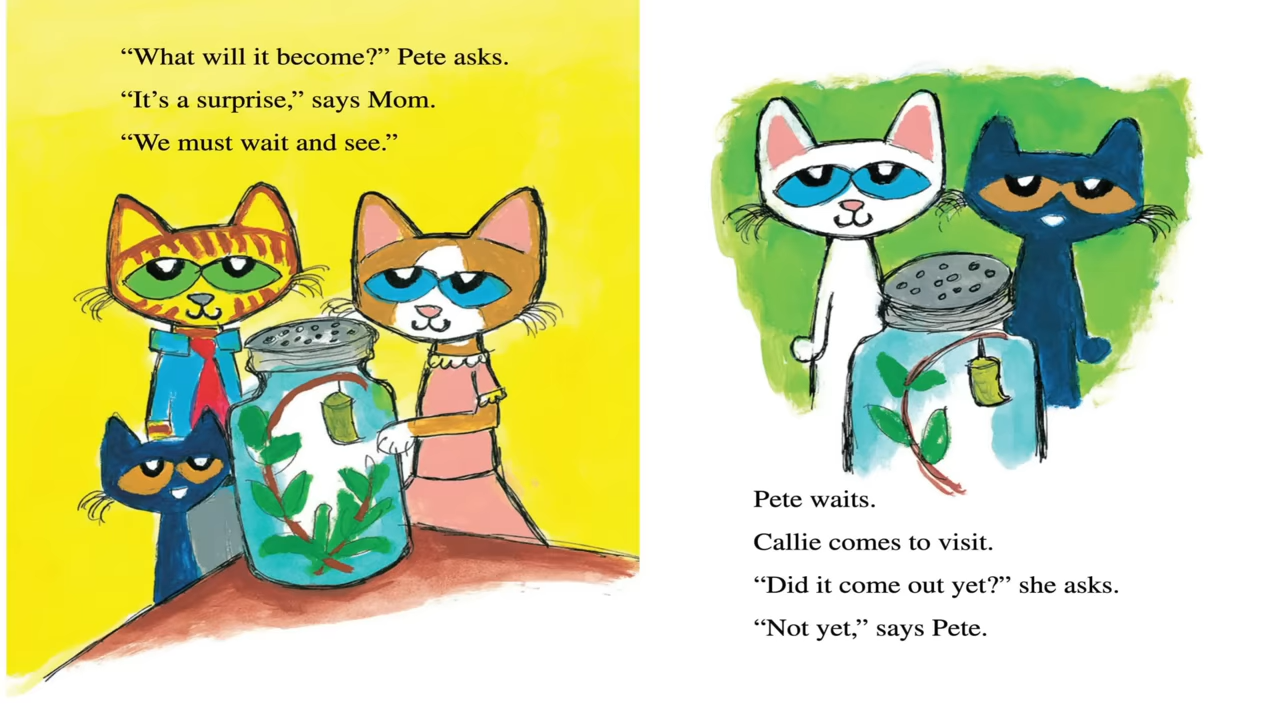 “What will it become?” Pete asks.
“It’s a surprise,” says Mom.
“We must wait and see.”
Pete waits.
Callie comes to visit.
“Did it come out yet?” she asks.
“Not yet,” says Pete.